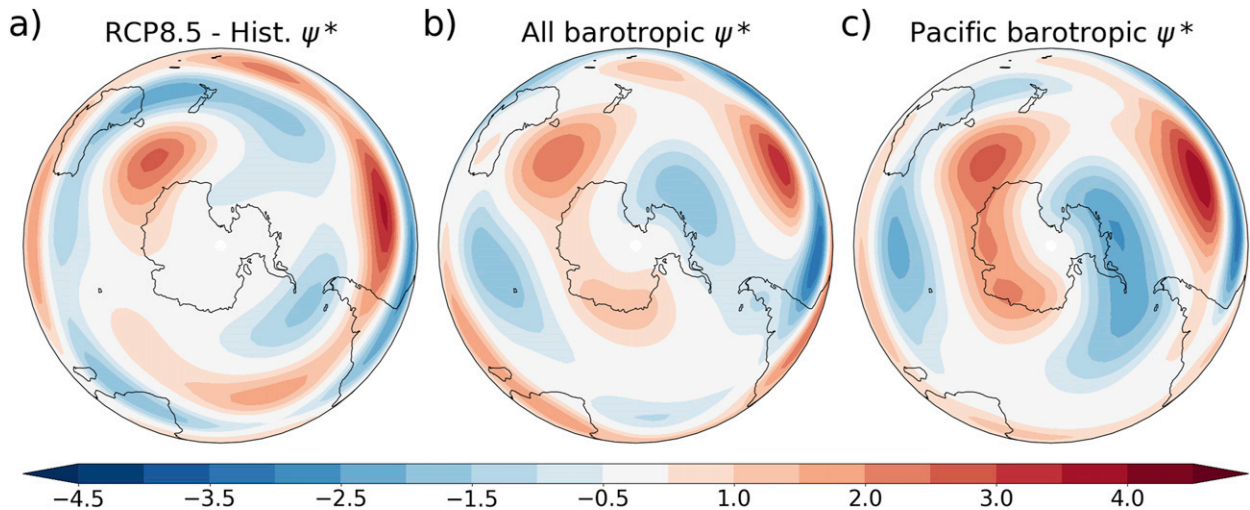 a) RCP8.5 - Hist. ψ*
b) All barotropic ψ*
c) Pacific barotropic ψ*
−4.5 −3.5 −2.5 −1.5 −0.5 1.0 2.0 3.0 4.0